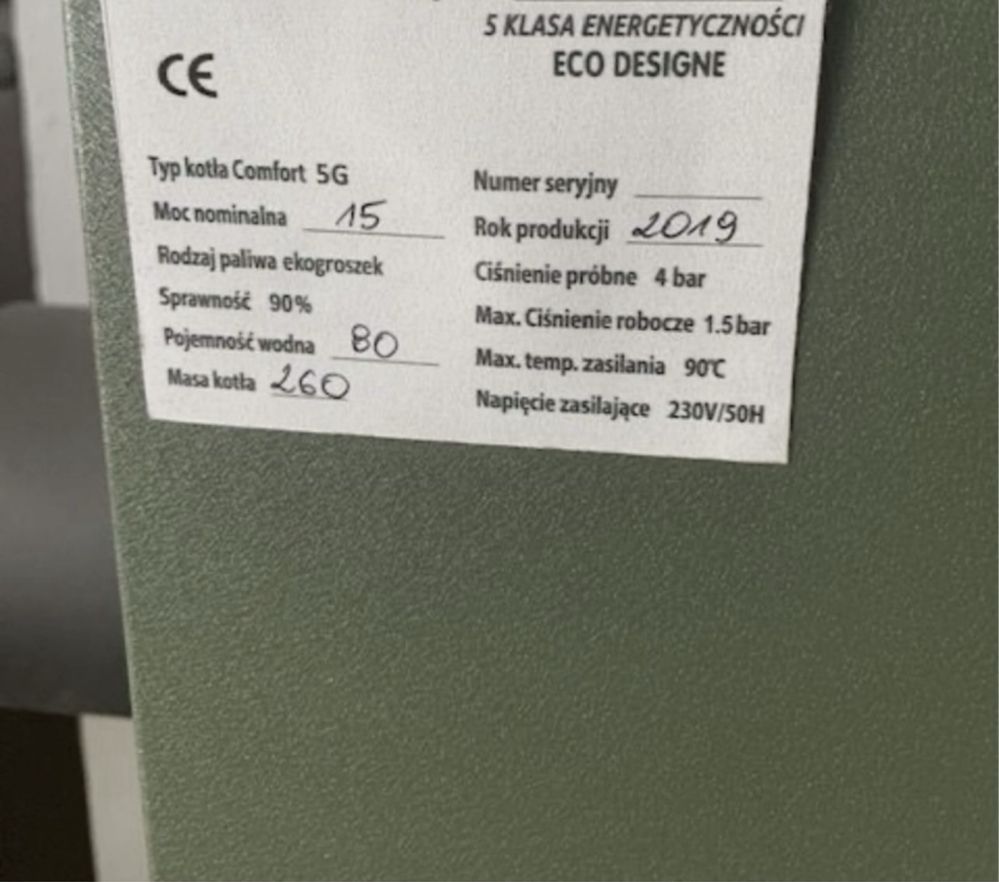 5 KLASA ENERGETYCZNOŚCI
ECO DESIGNE
CE
Typ kotła Comfort 5G
Moc nominalna 15
Rodzaj paliwa ekogroszek
Sprawność 90%
Pojemność wodna 80
Masa kotła 260
Numer seryjny
Rok produkcji 2019
Ciśnienie próbne 4 bar
Max. Ciśnienie robocze 1.5 bar
Max. temp. zasilania 90℃
Napięcie zasilające 230V/50H